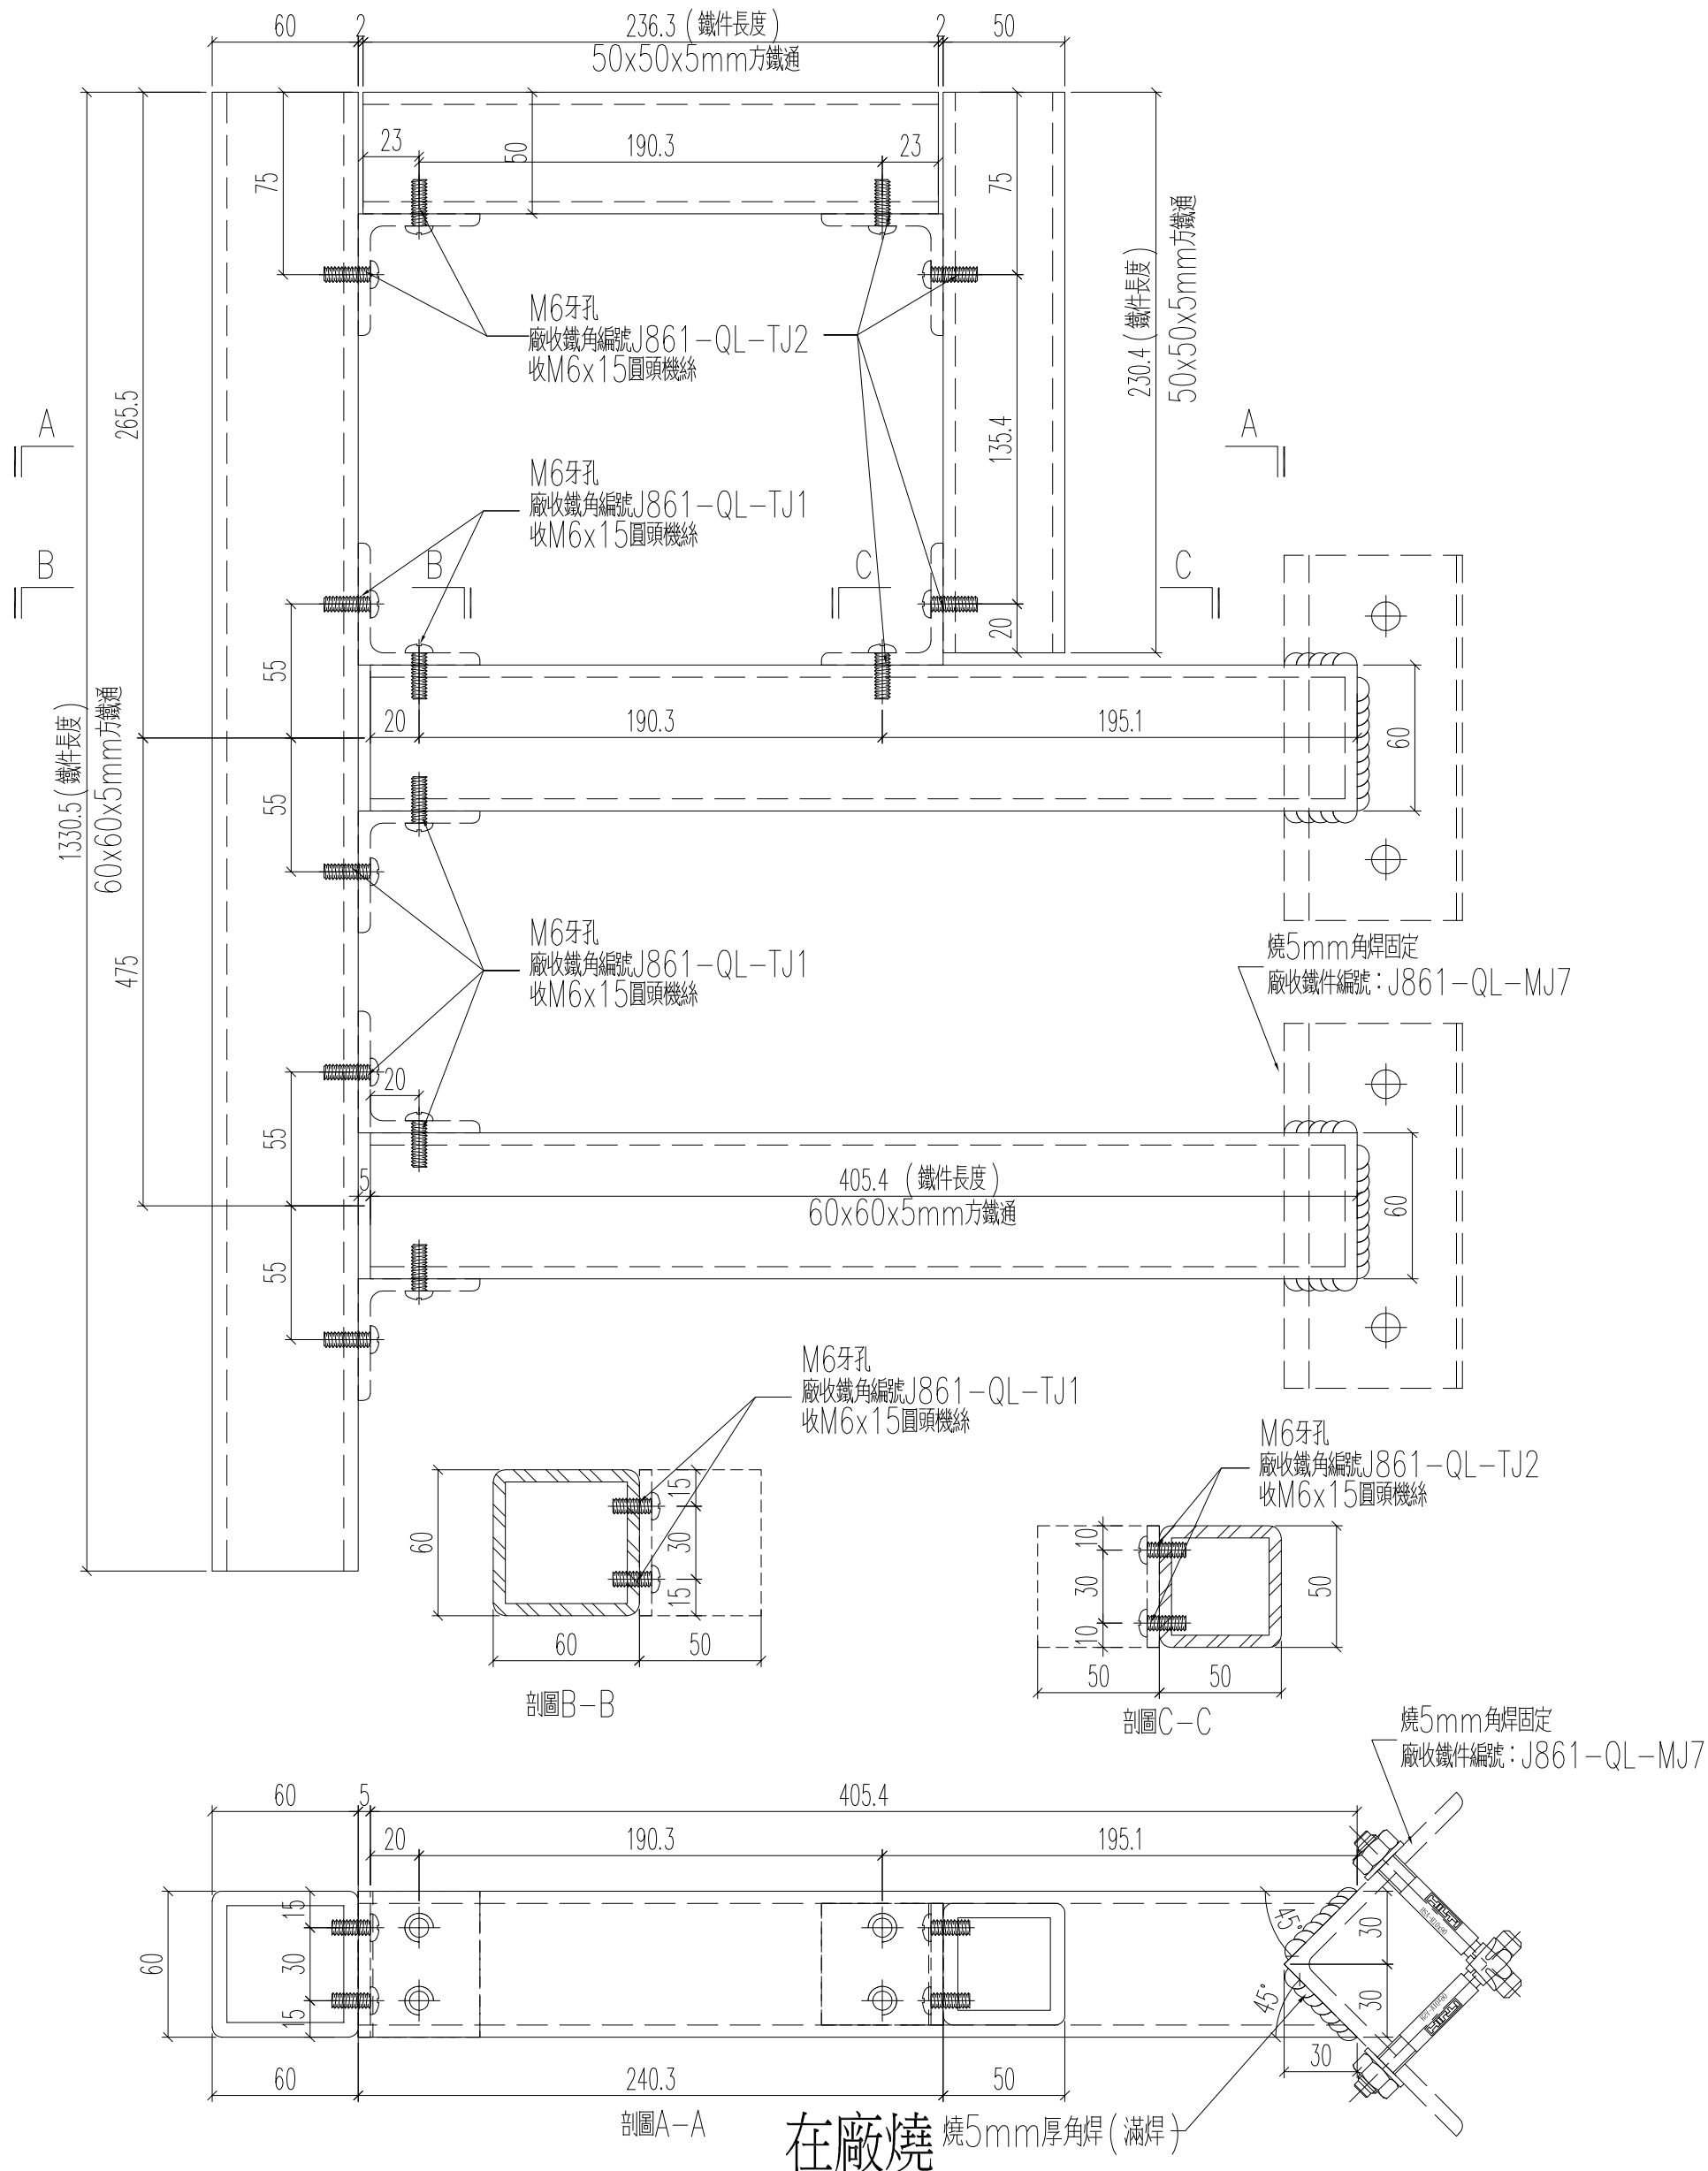 60
2
236.3 (鐵件長度)
50x50x5mm方鐵通
2
50
23
190.3
23
50
75
75
230.4 (鐵件長度)
50x50x5mm方鐵通
M6牙孔
廠收鐵角編號J861-QL-TJ2
收M6x15圓頭機絲
265.5
135.4
A
A
M6牙孔
廠收鐵角編號J861-QL-TJ1
收M6x15圓頭機絲
B
B
C
C
20
55
1330.5 (鐵件長度)
60x60x5mm方鐵通
20
190.3
195.1
60
55
M6牙孔
廠收鐵角編號J861-QL-TJ1
收M6x15圓頭機絲
475
燒5mm角焊固定
廠收鐵件編號：J861-QL-MJ7
20
55
5
405.4 (鐵件長度)
60x60x5mm方鐵通
60
55
M6牙孔
廠收鐵角編號J861-QL-TJ1
收M6x15圓頭機絲
M6牙孔
廠收鐵角編號J861-QL-TJ2
收M6x15圓頭機絲
60
15
30
15
60
50
剖圖B-B
10
30
10
50
50
50
剖圖C-C
燒5mm角焊固定
廠收鐵件編號：J861-QL-MJ7
60
5
405.4
20
190.3
195.1
60
15
30
15
45°
45°
30
30
30
HILTI
HILTI
60
240.3
50
剖圖A-A
在廠燒
燒5mm厚角焊(滿焊)